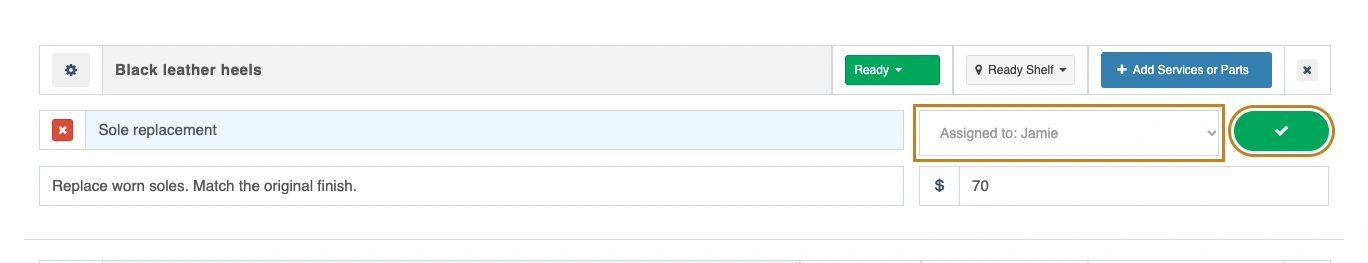 Black leather heels Ready Ready Shelf + Add Services or Parts
Sole replacement Assigned to: Jamie
Replace worn soles. Match the original finish. $ 70